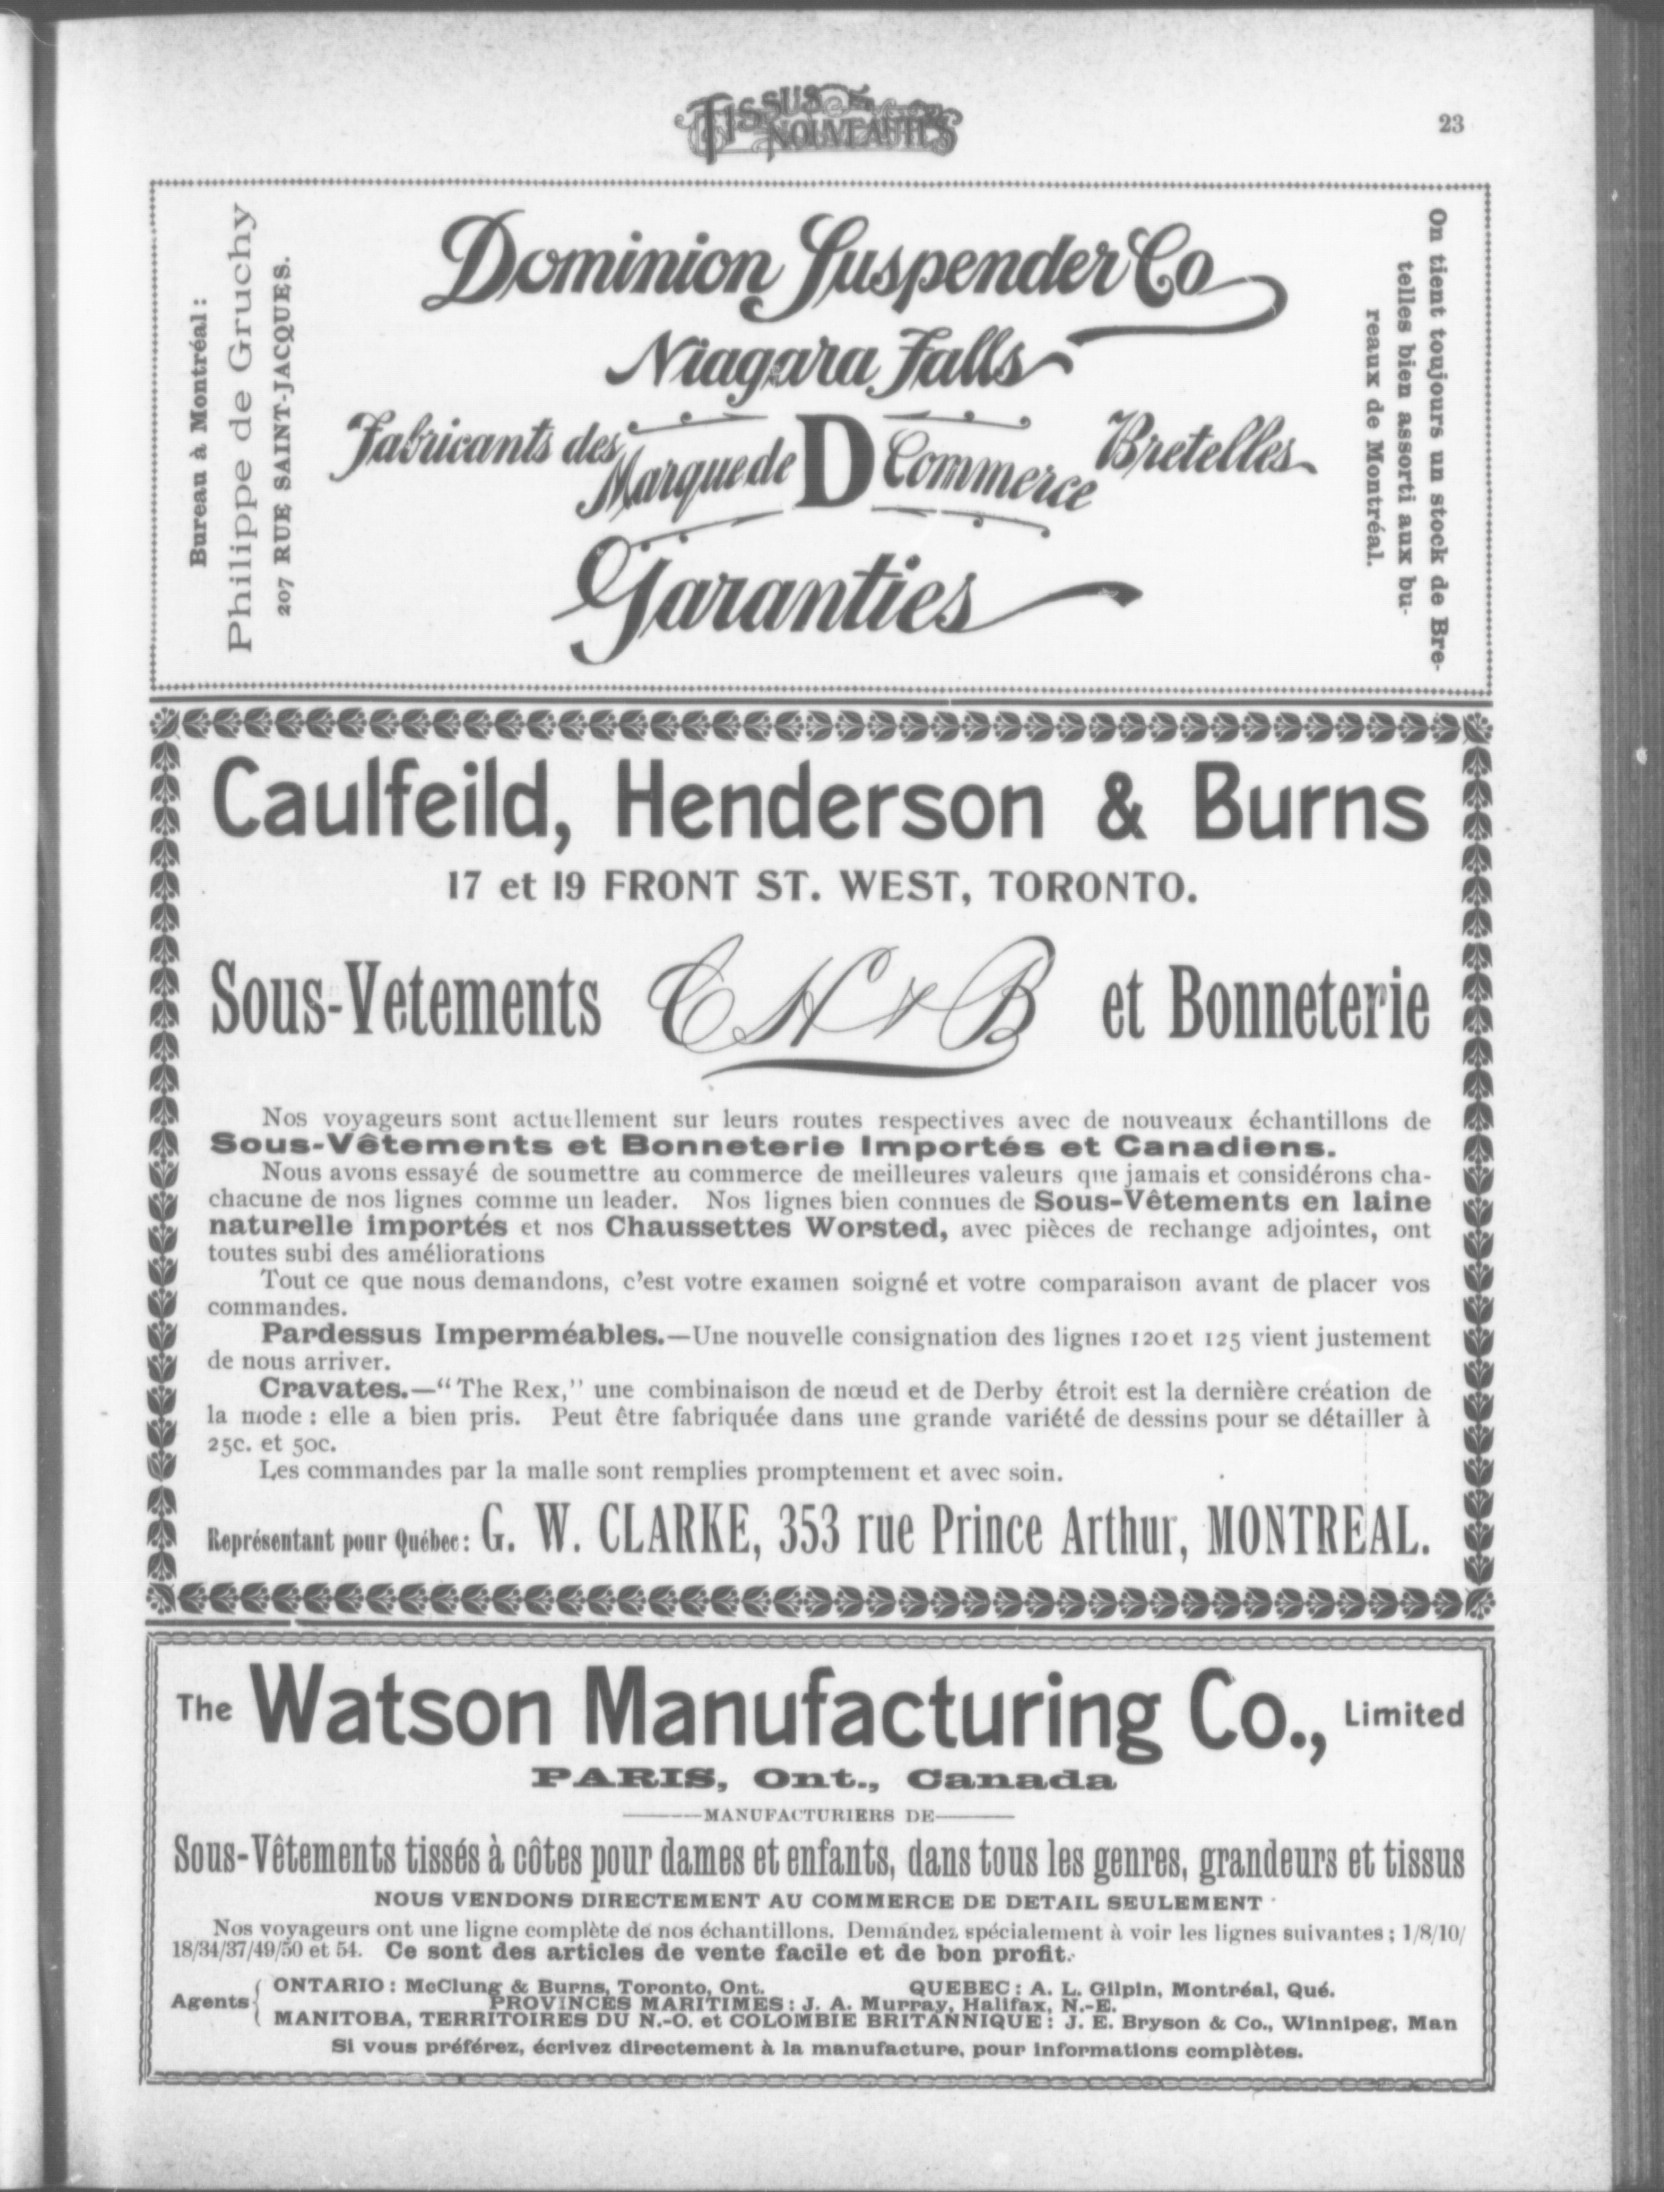 TISSUS & NOUVEAUTÉS
23
Bureau à Montréal :
Philippe de Gruchy
207 RUE SAINT-JACQUES.
Dominion Suspender Co
Niagara Falls
Fabricants des Bretelles
Marque de D Commerce
Garanties
On tient toujours un stock de Bre-
telles bien assorti aux bu-
reaux de Montréal.
Caulfeild, Henderson & Burns
17 et 19 FRONT ST. WEST, TORONTO.
Sous-Vetements C H & B et Bonneterie
Nos voyageurs sont actuellement sur leurs routes respectives avec de nouveaux échantillons de
Sous-Vêtements et Bonneterie Importés et Canadiens.
Nous avons essayé de soumettre au commerce de meilleures valeurs que jamais et considérons cha-
chacune de nos lignes comme un leader. Nos lignes bien connues de Sous-Vêtements en laine
naturelle importés et nos Chaussettes Worsted, avec pièces de rechange adjointes, ont
toutes subi des améliorations
Tout ce que nous demandons, c'est votre examen soigné et votre comparaison avant de placer vos
commandes.
Pardessus Imperméables.—Une nouvelle consignation des lignes 120 et 125 vient justement
de nous arriver.
Cravates.—"The Rex," une combinaison de nœud et de Derby étroit est la dernière création de
la mode : elle a bien pris. Peut être fabriquée dans une grande variété de dessins pour se détailler à
25c. et 50c.
Les commandes par la malle sont remplies promptement et avec soin.
Représentant pour Québec : G. W. CLARKE, 353 rue Prince Arthur, MONTREAL.
The Watson Manufacturing Co., Limited
PARIS, Ont., Canada
MANUFACTURIERS DE
Sous-Vêtements tissés à côtes pour dames et enfants, dans tous les genres, grandeurs et tissus
NOUS VENDONS DIRECTEMENT AU COMMERCE DE DETAIL SEULEMENT
Nos voyageurs ont une ligne complète de nos échantillons. Demandez spécialement à voir les lignes suivantes ; 1/8/10/
18/34/37/49/50 et 54. Ce sont des articles de vente facile et de bon profit.
ONTARIO : McClung & Burns, Toronto, Ont. QUEBEC : A. L. Gilpin, Montréal, Qué.
Agents { PROVINCES MARITIMES : J. A. Murray, Halifax, N.-E.
MANITOBA, TERRITOIRES DU N.-O. et COLOMBIE BRITANNIQUE : J. E. Bryson & Co., Winnipeg, Man
Si vous préférez, écrivez directement à la manufacture, pour informations complètes.